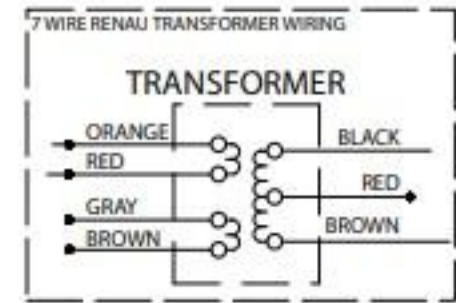 7 WIRE RENAU TRANSFORMER WIRING
TRANSFORMER
ORANGE
RED
GRAY
BROWN
BLACK
RED
BROWN